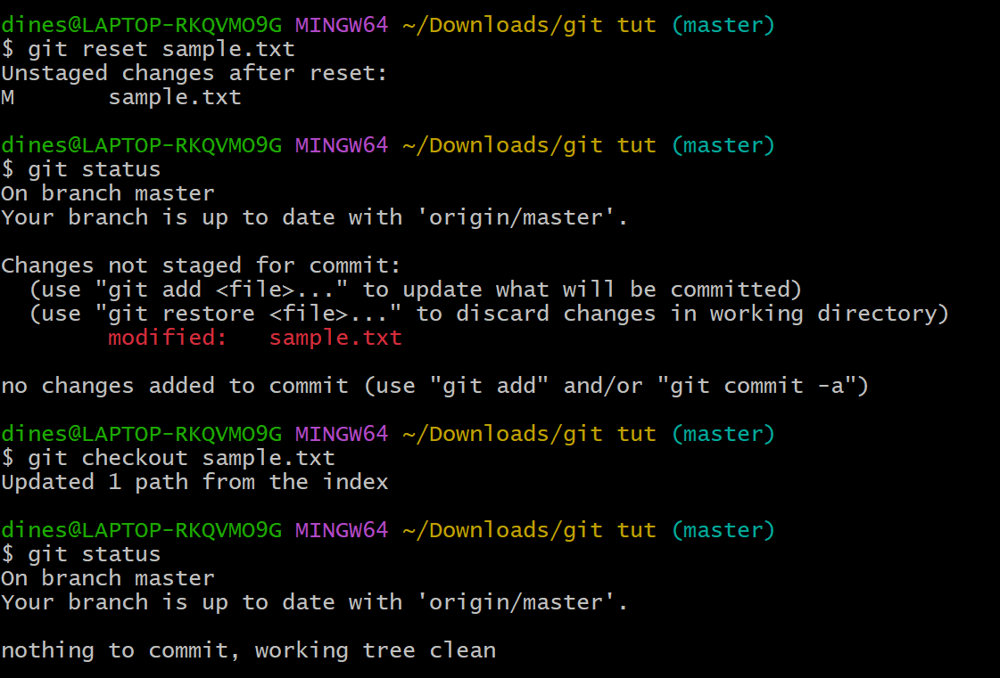 dines@LAPTOP-RKQVMO9G MINGW64 ~/Downloads/git tut (master)
$ git reset sample.txt
Unstaged changes after reset:
M       sample.txt
dines@LAPTOP-RKQVMO9G MINGW64 ~/Downloads/git tut (master)
$ git status
On branch master
Your branch is up to date with 'origin/master'.
Changes not staged for commit:
  (use "git add <file>..." to update what will be committed)
  (use "git restore <file>..." to discard changes in working directory)
        modified:   sample.txt
no changes added to commit (use "git add" and/or "git commit -a")
dines@LAPTOP-RKQVMO9G MINGW64 ~/Downloads/git tut (master)
$ git checkout sample.txt
Updated 1 path from the index
dines@LAPTOP-RKQVMO9G MINGW64 ~/Downloads/git tut (master)
$ git status
On branch master
Your branch is up to date with 'origin/master'.
nothing to commit, working tree clean